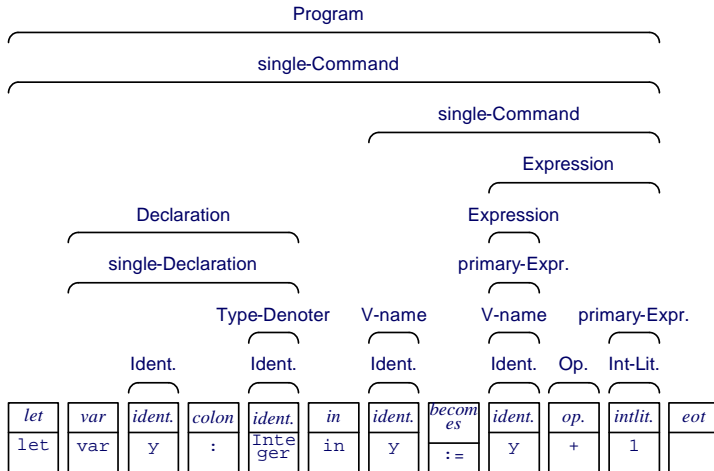 Program
single-Command
single-Command
Expression
Declaration Expression
single-Declaration primary-Expr.
Type-Denoter V-name V-name primary-Expr.
Ident. Ident. Ident. Ident. Op. Int-Lit.
let var ident. colon ident. in ident. becom es ident. op. intlit. eot
let var y : Inte ger in y := y + 1